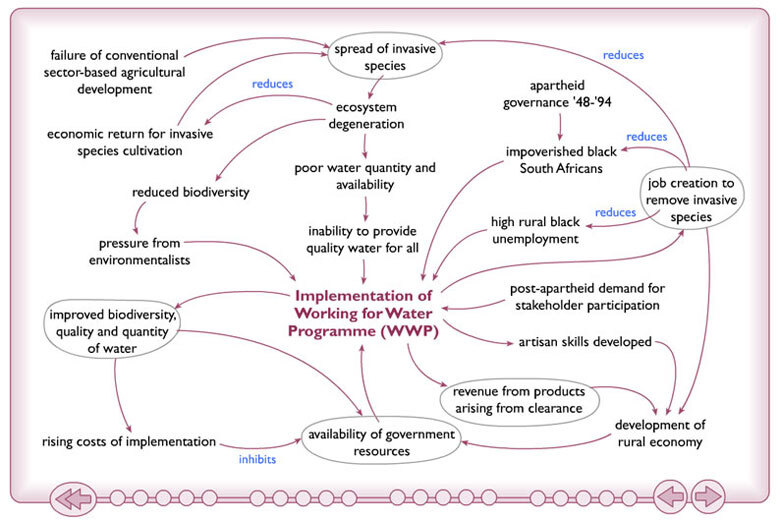 failure of conventional
sector-based agricultural
development
spread of invasive
species
reduces
apartheid
governance '48-'94
reduces
ecosystem
degeneration
economic return for invasive
species cultivation
reduces
impoverished black
South Africans
poor water quantity and
availability
reduced biodiversity
job creation to
remove invasive
species
reduces
high rural black
unemployment
inability to provide
quality water for all
pressure from
environmentalists
Implementation of
Working for Water
Programme (WWP)
post-apartheid demand for
stakeholder participation
improved biodiversity,
quality and quantity
of water
artisan skills developed
revenue from products
arising from clearance
development of
rural economy
rising costs of implementation
inhibits
availability of government
resources